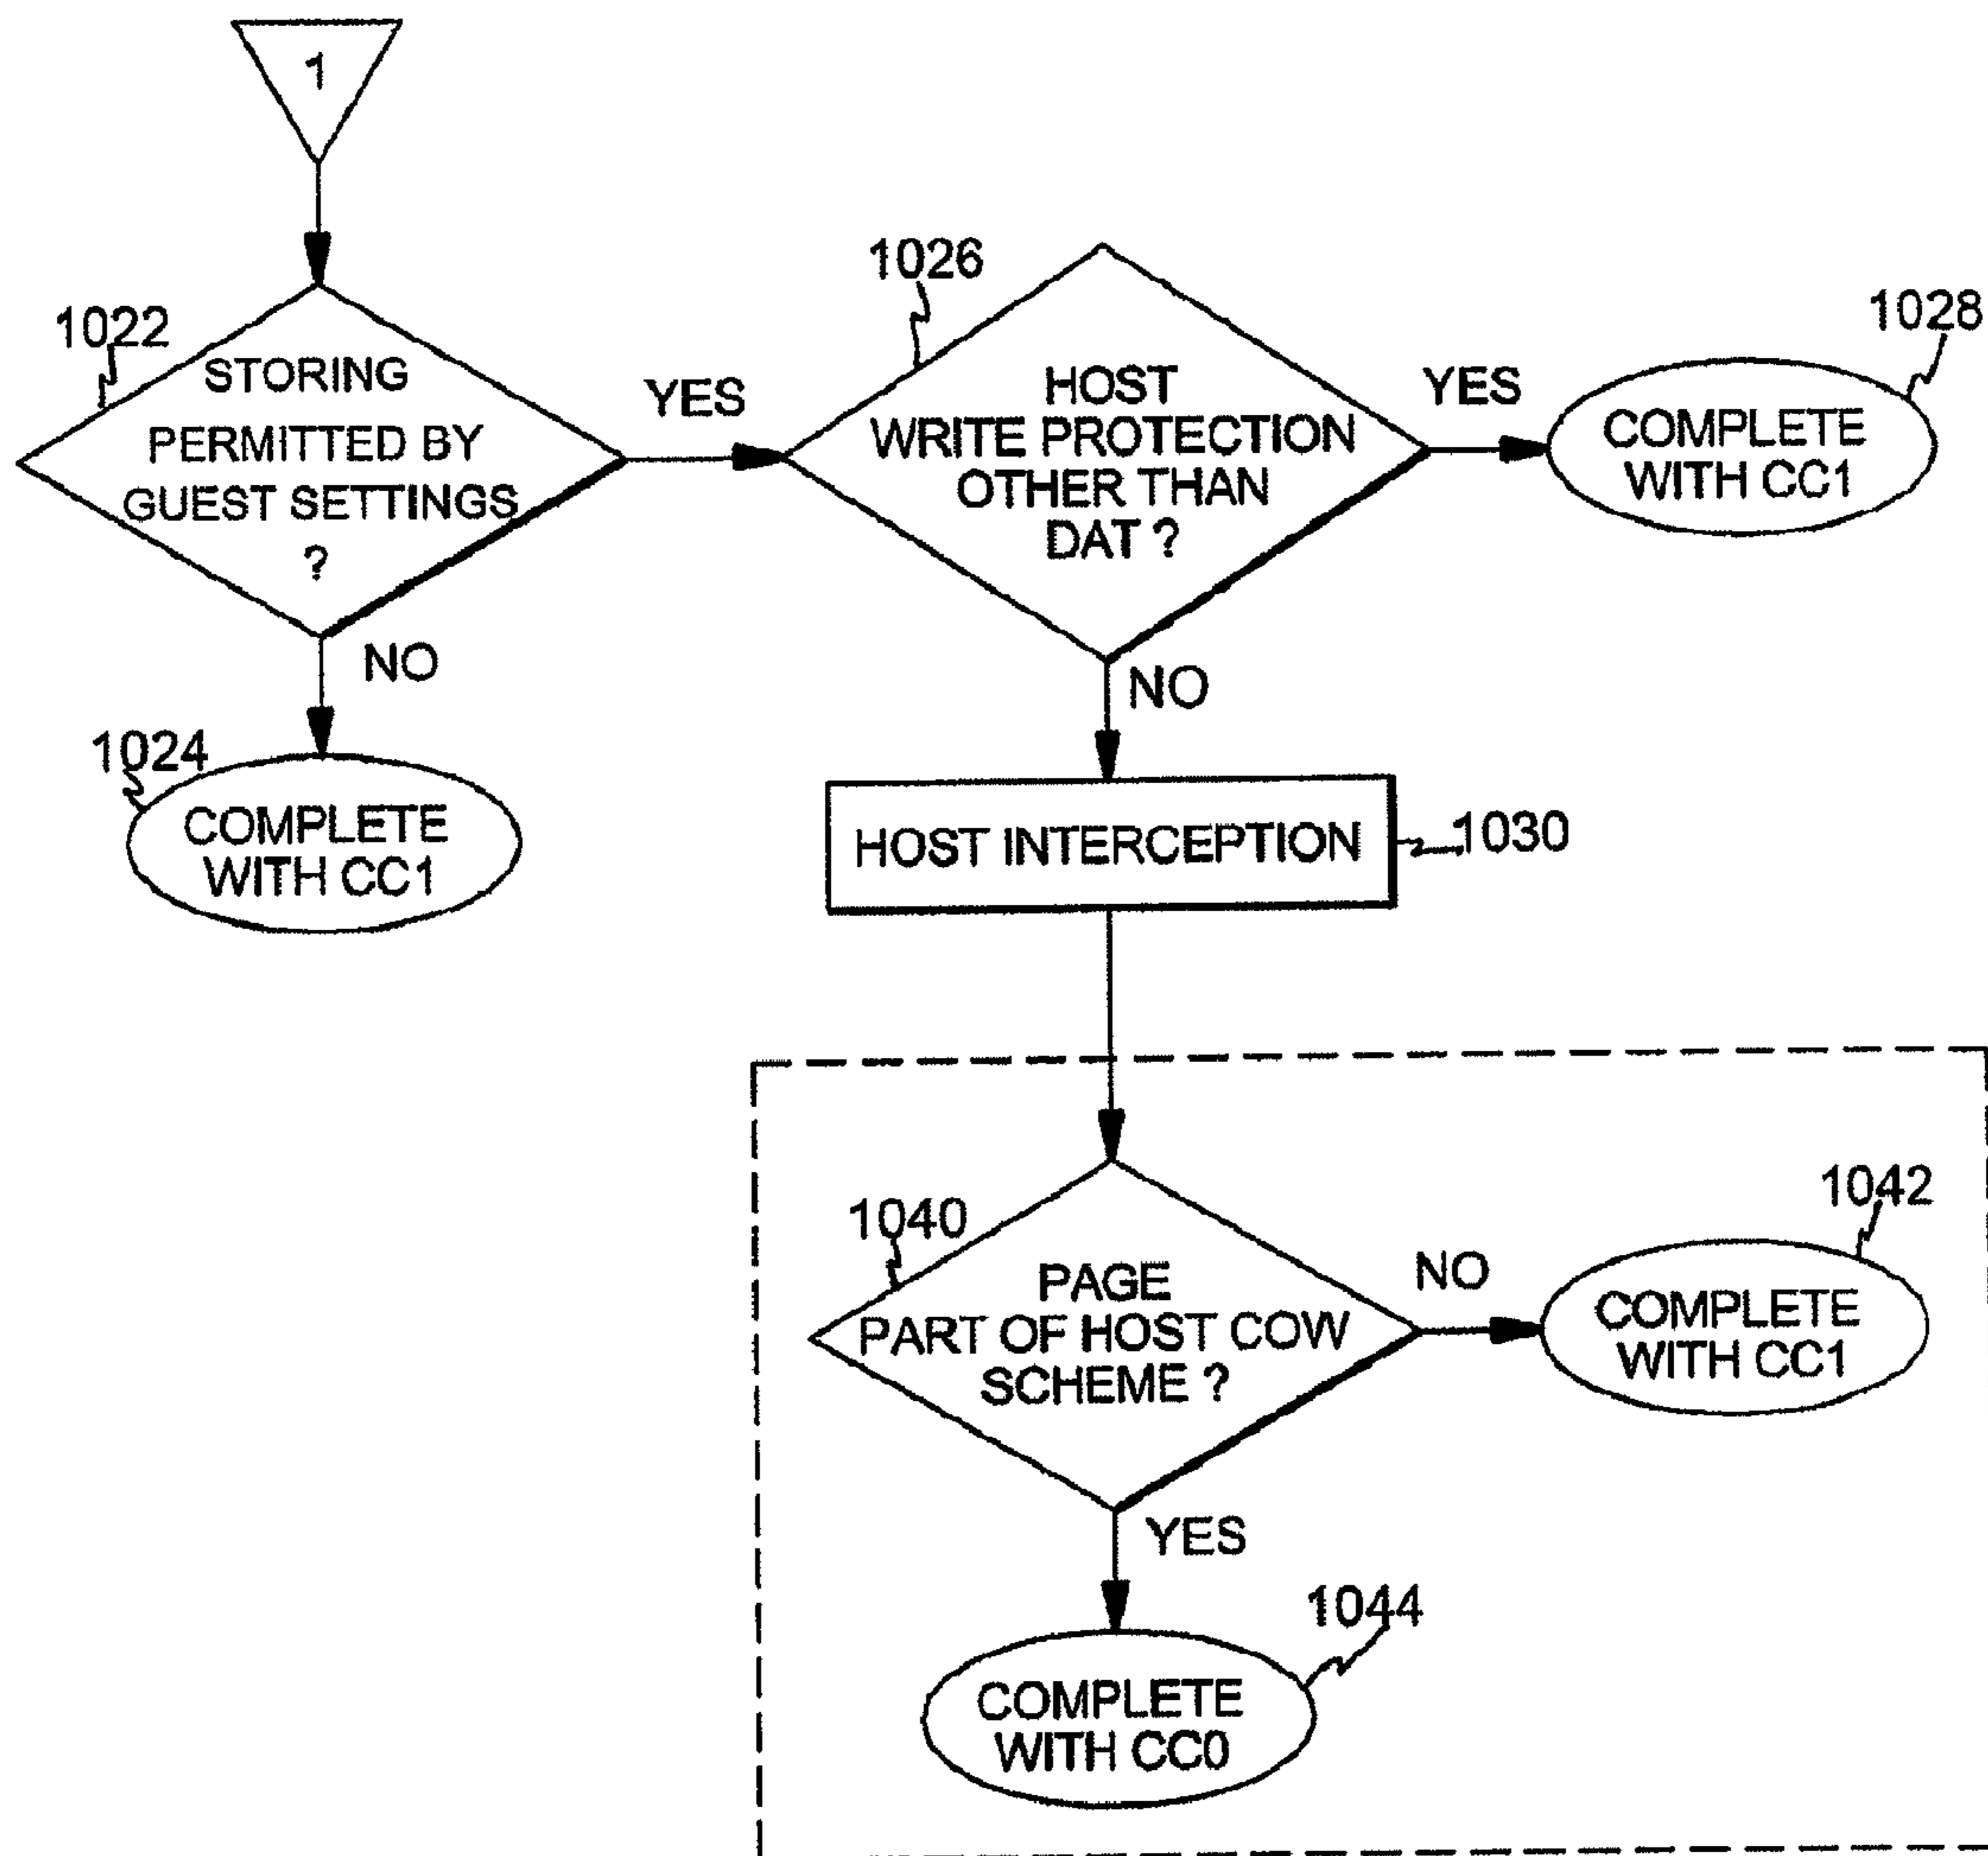 1
1022
STORING
PERMITTED BY
GUEST SETTINGS
?
YES
NO
1024
COMPLETE
WITH CC1
1026
HOST
WRITE PROTECTION
OTHER THAN
DAT ?
YES
1028
COMPLETE
WITH CC1
NO
HOST INTERCEPTION
1030
1040
PAGE
PART OF HOST COW
SCHEME ?
NO
1042
COMPLETE
WITH CC1
YES
1044
COMPLETE
WITH CC0